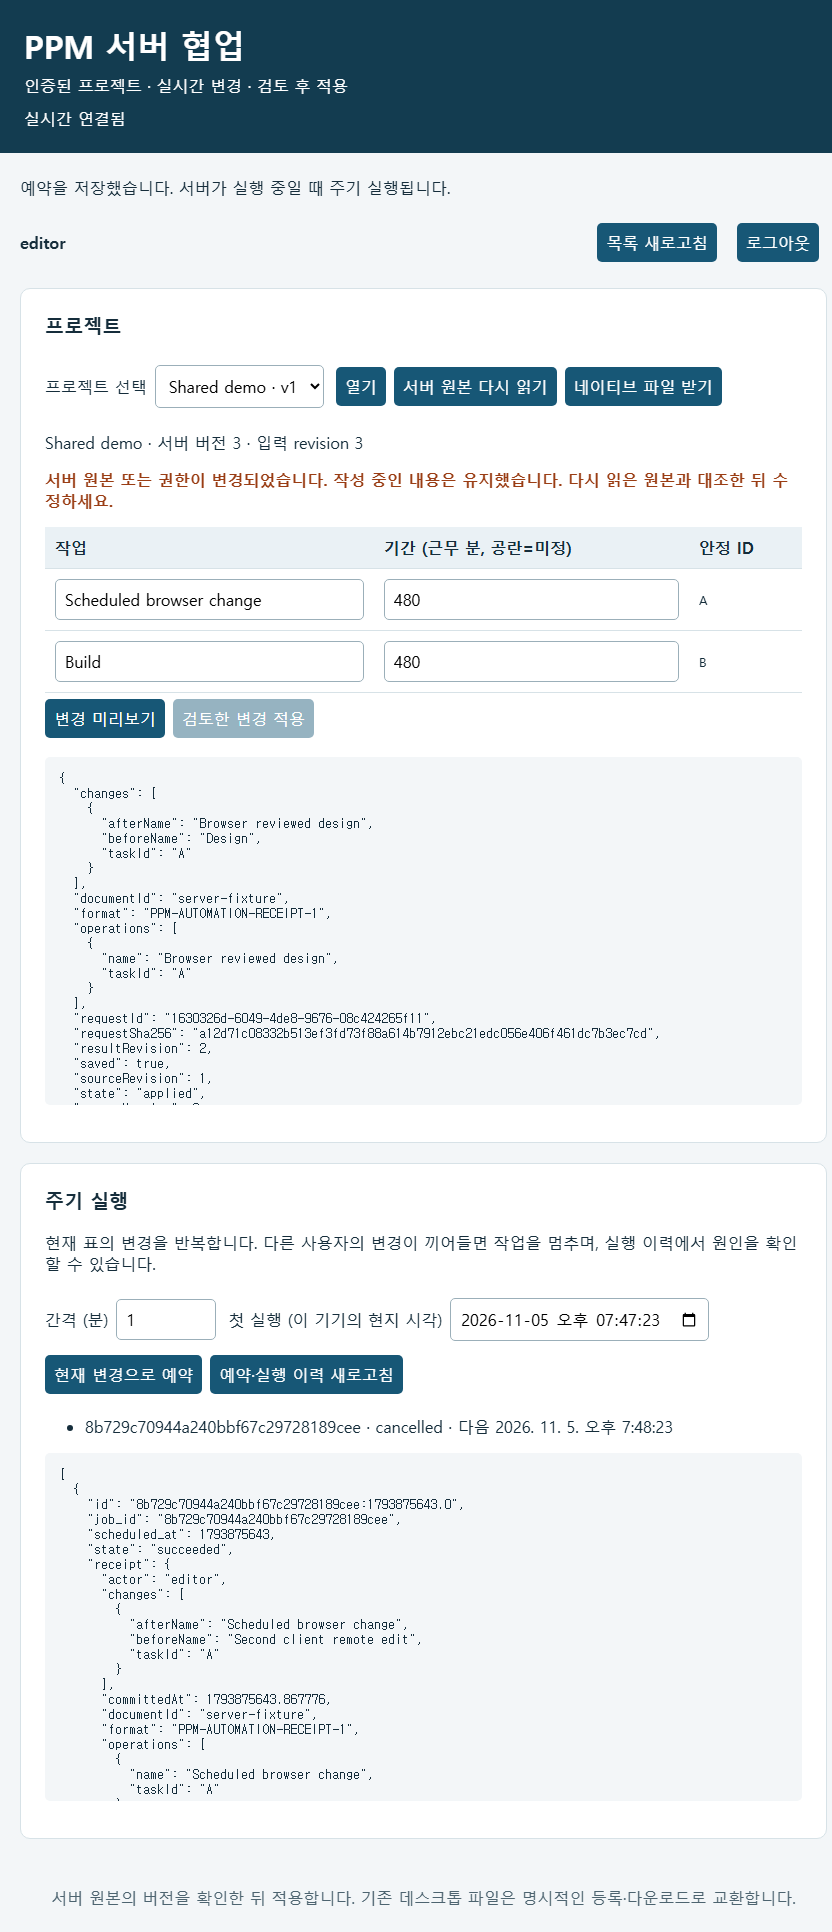 PPM 서버 협업
인증된 프로젝트 · 실시간 변경 · 검토 후 적용
실시간 연결됨
예약을 저장했습니다. 서버가 실행 중일 때 주기 실행됩니다.
editor
목록 새로고침
로그아웃
프로젝트
프로젝트 선택 Shared demo · v1 열기 서버 원본 다시 읽기 네이티브 파일 받기
Shared demo · 서버 버전 3 · 입력 revision 3
서버 원본 또는 권한이 변경되었습니다. 작성 중인 내용은 유지했습니다. 다시 읽은 원본과 대조한 뒤 수
정하세요.
작업 기간 (근무 분, 공란=미정) 안정 ID
Scheduled browser change 480 A
Build 480 B
변경 미리보기 검토한 변경 적용
{
"changes": [
{
"afterName": "Browser reviewed design",
"beforeName": "Design",
"taskId": "A"
}
],
"documentId": "server-fixture",
"format": "PPM-AUTOMATION-RECEIPT-1",
"operations": [
{
"name": "Browser reviewed design",
"taskId": "A"
}
],
"requestId": "1630326d-6049-4de8-9676-08c424265f11",
"requestSha256": "a12d71c08332b513ef3fd73f88a614b7912ebc21edc056e406f461dc7b3ec7cd",
"resultRevision": 2,
"saved": true,
"sourceRevision": 1,
"state": "applied",
주기 실행
현재 표의 변경을 반복합니다. 다른 사용자의 변경이 끼어들면 작업을 멈추며, 실행 이력에서 원인을 확인
할 수 있습니다.
간격 (분) 1 첫 실행 (이 기기의 현지 시각) 2026-11-05 오후 07:47:23
현재 변경으로 예약 예약·실행 이력 새로고침
• 8b729c70944a240bbf67c29728189cee · cancelled · 다음 2026. 11. 5. 오후 7:48:23
[
{
"id": "8b729c70944a240bbf67c29728189cee:1793875643.0",
"job_id": "8b729c70944a240bbf67c29728189cee",
"scheduled_at": 1793875643,
"state": "succeeded",
"receipt": {
"actor": "editor",
"changes": [
{
"afterName": "Scheduled browser change",
"beforeName": "Second client remote edit",
"taskId": "A"
}
],
"committedAt": 1793875643.867776,
"documentId": "server-fixture",
"format": "PPM-AUTOMATION-RECEIPT-1",
"operations": [
{
"name": "Scheduled browser change",
"taskId": "A"
서버 원본의 버전을 확인한 뒤 적용합니다. 기존 데스크톱 파일은 명시적인 등록·다운로드로 교환합니다.